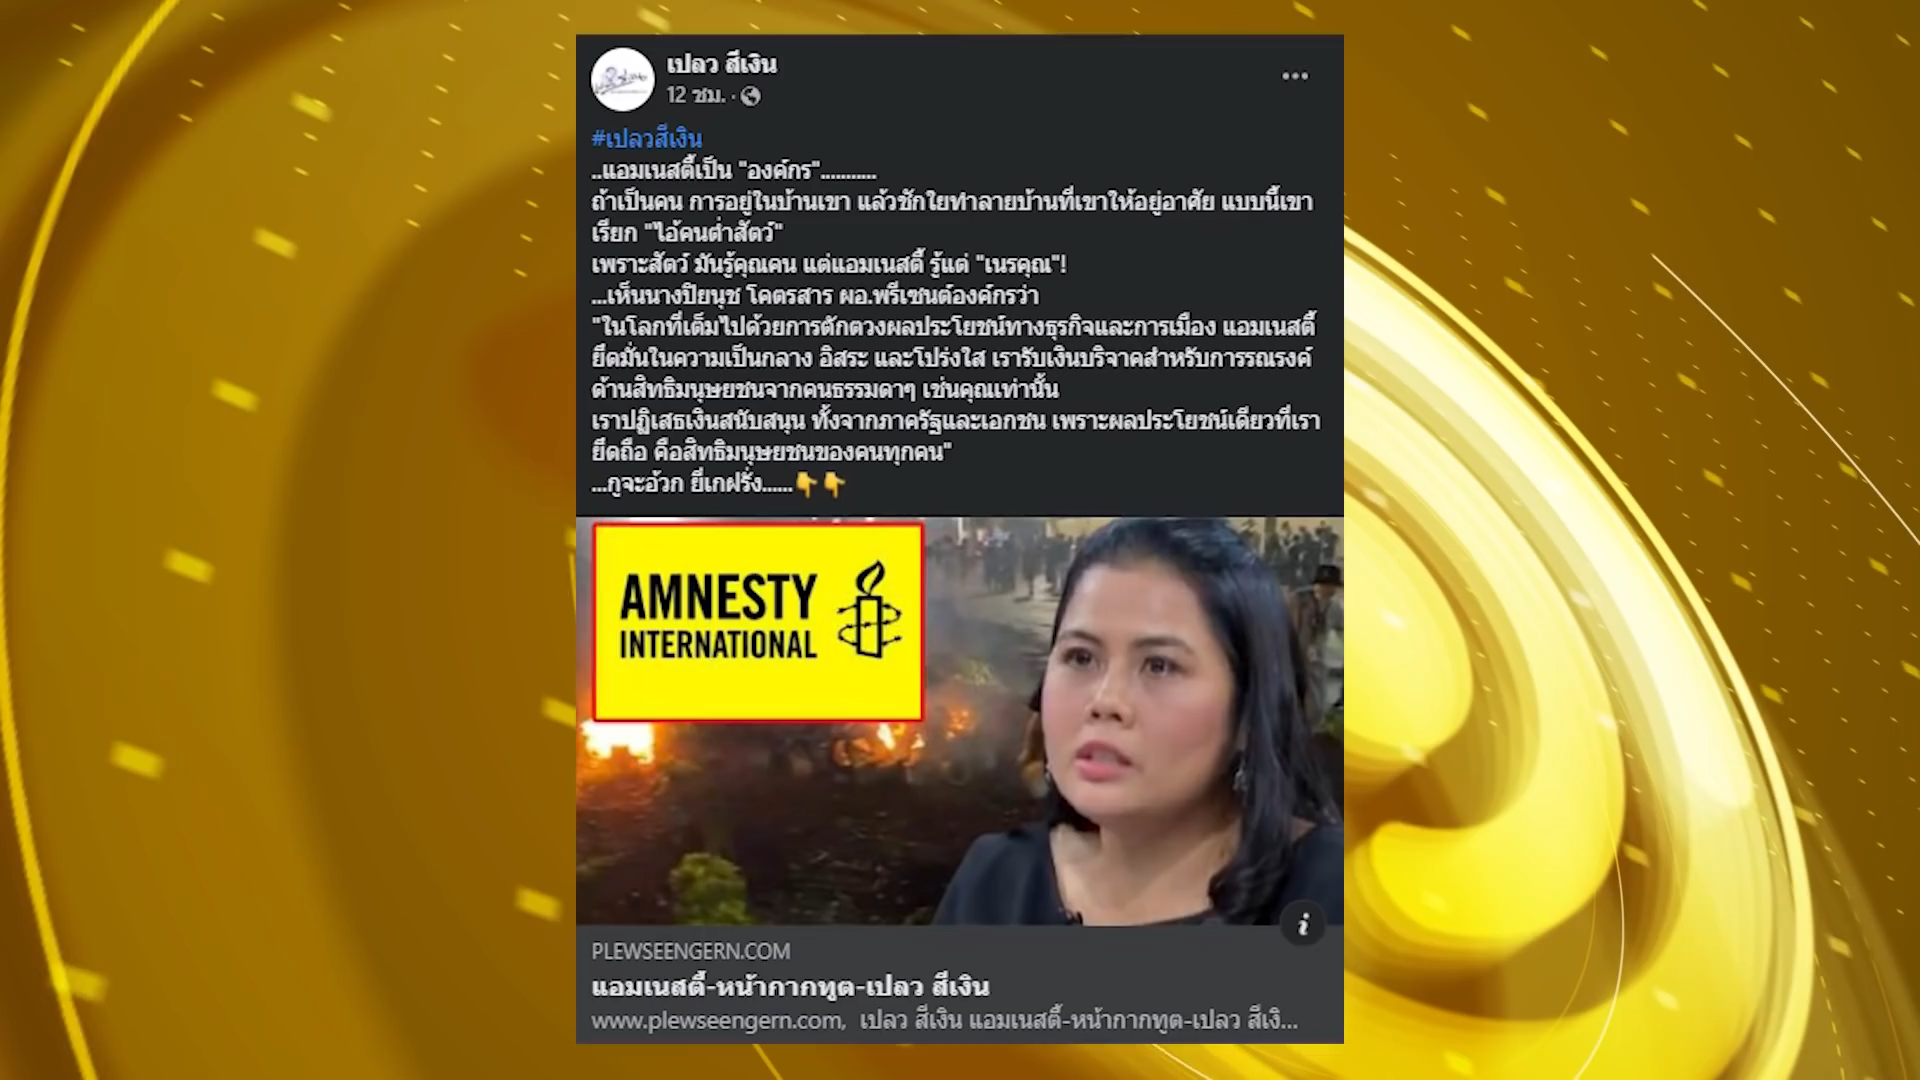 เปลว สีเงิน
12 ชม. ·
#เปลวสีเงิน
..แอมเนสตี้เป็น "องค์กร"...........
ถ้าเป็นคน การอยู่ในบ้านเขา แล้วชักใยทำลายบ้านที่เขาให้อยู่อาศัย แบบนี้เขา
เรียก "ไอ้คนต่ำสัตว์"
เพราะสัตว์ มันรู้คุณคน แต่แอมเนสตี้ รู้แต่ "เนรคุณ"!
...เห็นนางปิยนุช โคตรสาร ผอ.พรีเซนต์องค์กรว่า
"ในโลกที่เต็มไปด้วยการตักตวงผลประโยชน์ทางธุรกิจและการเมือง แอมเนสตี้
ยึดมั่นในความเป็นกลาง อิสระ และโปร่งใส เรารับเงินบริจาคสำหรับการรณรงค์
ด้านสิทธิมนุษยชนจากคนธรรมดาๆ เช่นคุณเท่านั้น
เราปฏิเสธเงินสนับสนุน ทั้งจากภาครัฐและเอกชน เพราะผลประโยชน์เดียวที่เรา
ยึดถือ คือสิทธิมนุษยชนของคนทุกคน"
...กูจะอ้วก ยี่เกฝรั่ง......👇👇
AMNESTY
INTERNATIONAL
PLEWSEENGERN.COM
แอมเนสตี้-หน้ากากทูต-เปลว สีเงิน
www.plewseengern.com, เปลว สีเงิน แอมเนสตี้-หน้ากากทูต-เปลว สีเงิ...